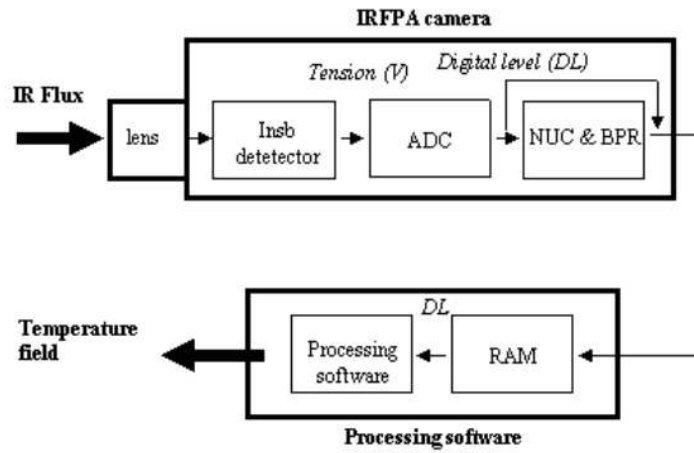 IRFPA camera
Tension (V)
Digital level (DL)
IR Flux
lens
Insb
detetector
ADC
NUC & BPR
DL
Temperature
field
Processing
software
RAM
Processing software